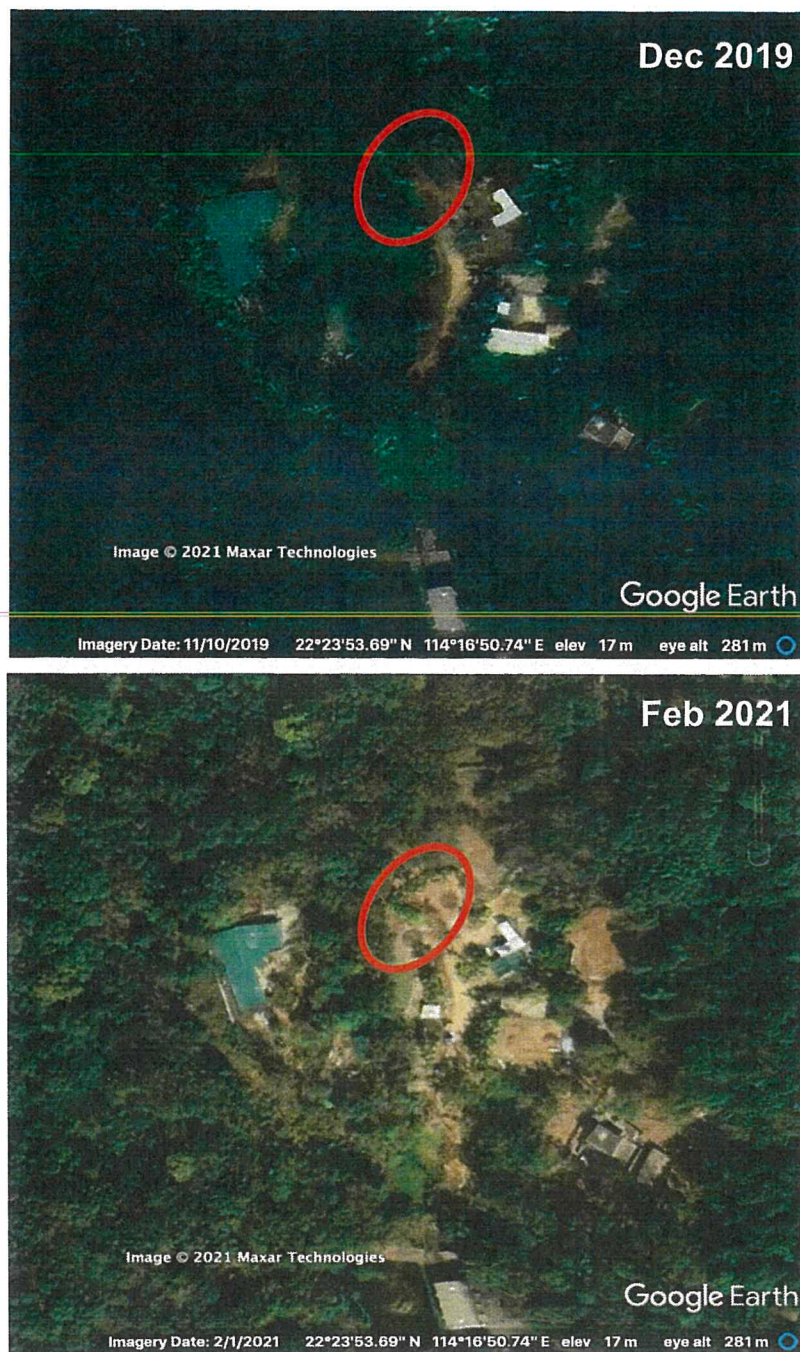 Dec 2019
Image © 2021 Maxar Technologies
Google Earth
Imagery Date: 11/10/2019 22°23'53.69" N 114°16'50.74" E elev 17 m eye alt 281 m
Feb 2021
Image © 2021 Maxar Technologies
Google Earth
Imagery Date: 2/1/2021 22°23'53.69" N 114°16'50.74" E elev 17 m eye alt 281 m